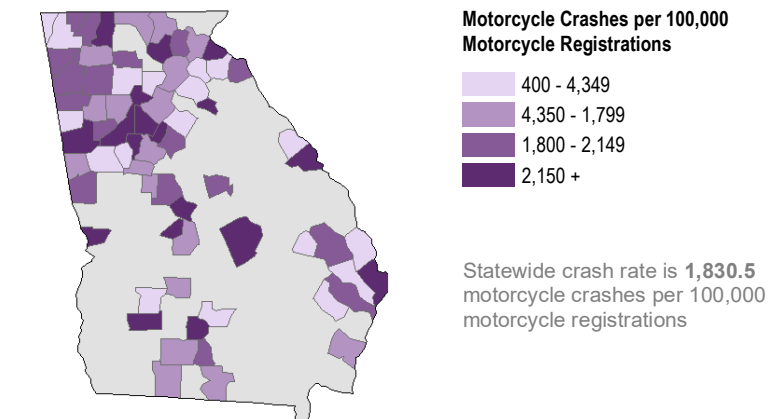 Motorcycle Crashes per 100,000
Motorcycle Registrations
400 - 4,349
4,350 - 1,799
1,800 - 2,149
2,150 +
Statewide crash rate is 1,830.5
motorcycle crashes per 100,000
motorcycle registrations